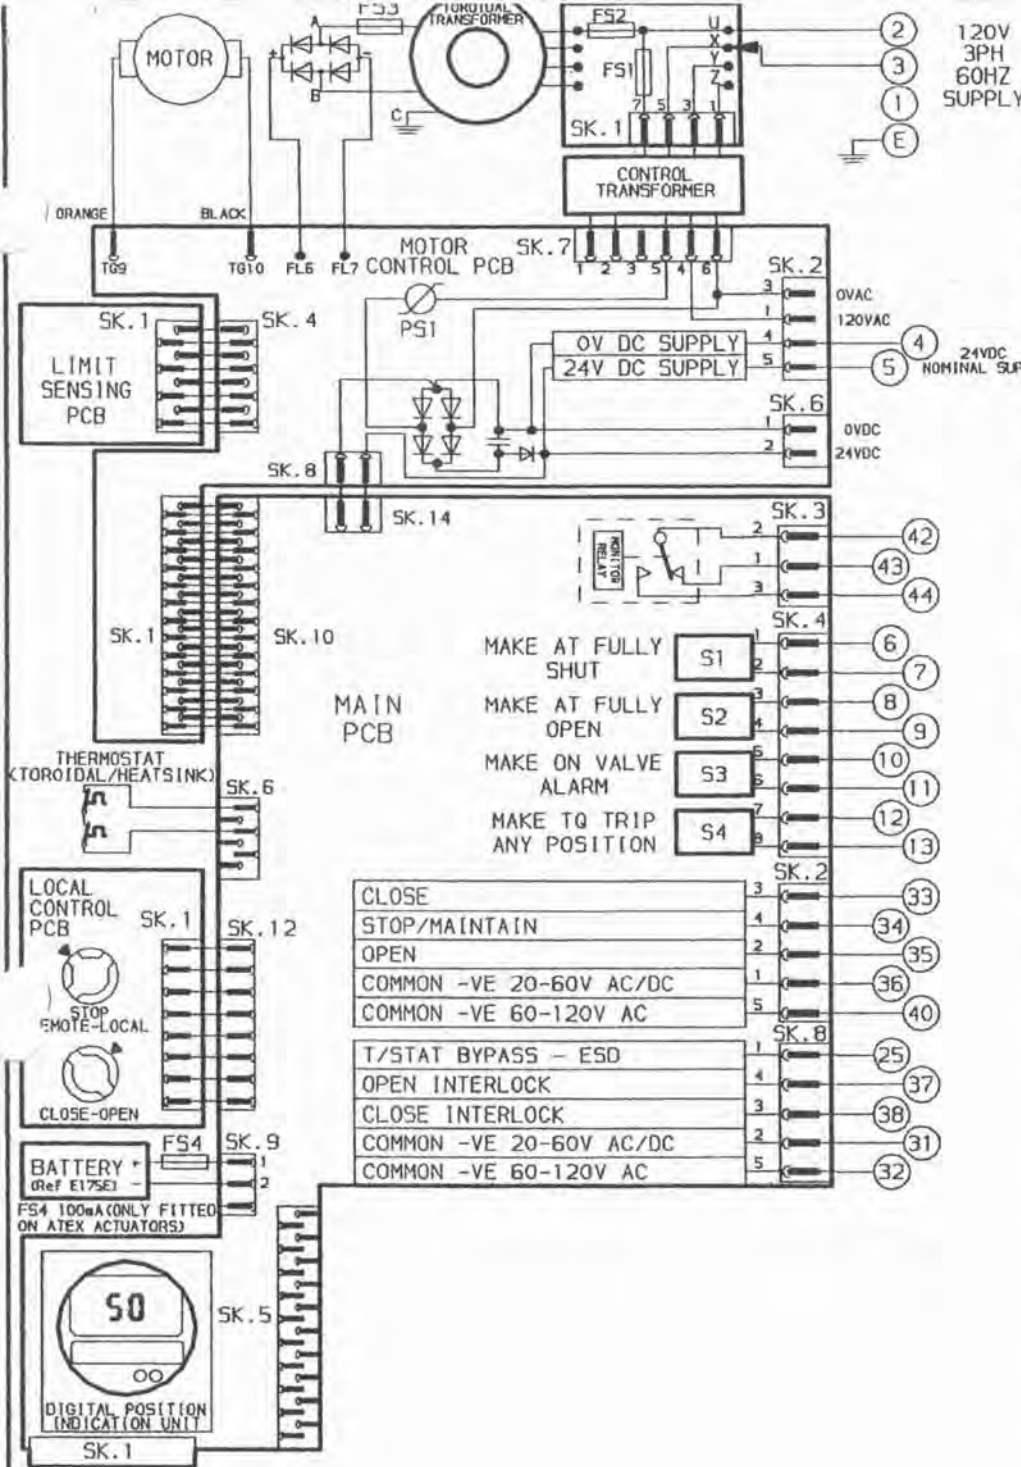 FS3
TOROIDAL
TRANSFORMER
FS2
U
X
Y
Z
2
3
1
E
120V
3PH
60HZ
SUPPLY
MOTOR
A
B
C
+
-
FS1
7 5 3 1
SK.1
CONTROL
TRANSFORMER
ORANGE
BLACK
TG9
TG10
FL6
FL7
MOTOR
CONTROL PCB
SK.7
1 2 3 5 4 6
SK.2
3
0VAC
1
120VAC
PS1
0V DC SUPPLY
4
4
24V DC SUPPLY
5
5
24VDC
NOMINAL SUP
SK.1
SK.4
LIMIT
SENSING
PCB
SK.6
1
0VDC
2
24VDC
SK.8
SK.14
SK.3
MONITOR
RELAY
2
42
1
43
3
44
SK.1
SK.10
MAIN
PCB
SK.4
MAKE AT FULLY
SHUT
S1
1
6
2
7
MAKE AT FULLY
OPEN
S2
3
8
4
9
MAKE ON VALVE
ALARM
S3
5
10
6
11
MAKE TQ TRIP
ANY POSITION
S4
7
12
8
13
THERMOSTAT
(TOROIDAL/HEATSINK)
SK.6
SK.2
CLOSE
3
33
STOP/MAINTAIN
4
34
OPEN
2
35
COMMON -VE 20-60V AC/DC
1
36
COMMON -VE 60-120V AC
5
40
LOCAL
CONTROL
PCB
SK.1
SK.12
STOP
EMOTE-LOCAL
CLOSE-OPEN
SK.8
T/STAT BYPASS - ESD
1
25
OPEN INTERLOCK
4
37
CLOSE INTERLOCK
3
38
COMMON -VE 20-60V AC/DC
2
31
COMMON -VE 60-120V AC
5
32
BATTERY + -
(Ref E175E)
FS4
SK.9
1
2
FS4 100mA(ONLY FITTED
ON ATEX ACTUATORS)
50
SK.5
DIGITAL POSITION
INDICATION UNIT
SK.1